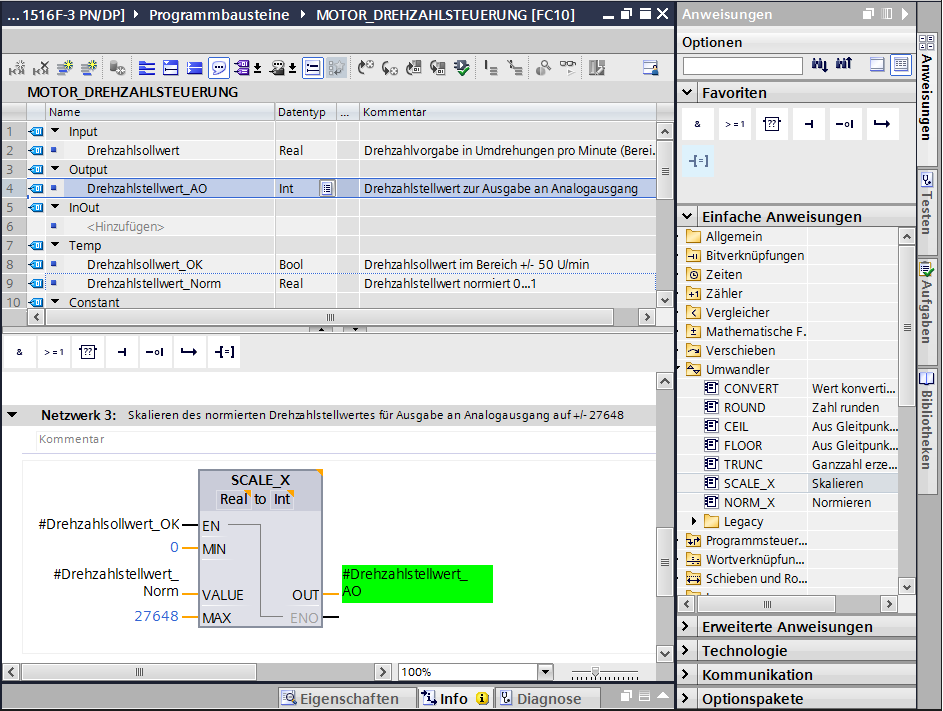 ... 1516F-3 PN/DP] Programmbausteine MOTOR_DREHZAHLSTEUERUNG [FC10]
MOTOR_DREHZAHLSTEUERUNG
Name Datentyp ... Kommentar
1 Input
2 Drehzahlsollwert Real Drehzahlvorgabe in Umdrehungen pro Minute (Berei.
3 Output
4 Drehzahlstellwert_AO Int Drehzahlstellwert zur Ausgabe an Analogausgang
5 InOut
6 <Hinzufügen>
7 Temp
8 Drehzahlsollwert_OK Bool Drehzahlsollwert im Bereich +/- 50 U/min
9 Drehzahlstellwert_Norm Real Drehzahlstellwert normiert 0...1
10 Constant
& >=1 ?? -| -o| -[=]
Netzwerk 3: Skalieren des normierten Drehzahlstellwertes für Ausgabe an Analogausgang auf +/- 27648
Kommentar
SCALE_X
Real to Int
#Drehzahlsollwert_OK EN
0 MIN
#Drehzahlstellwert_
Norm VALUE
27648 MAX
OUT #Drehzahlstellwert_
AO
ENO
100%
Eigenschaften Info Diagnose
Anweisungen
Optionen
Favoriten
& >=1 ?? -| -o|
-[=]
Einfache Anweisungen
Allgemein
Bitverknüpfungen
Zeiten
Zähler
Vergleicher
Mathematische F.
Verschieben
Umwandler
CONVERT Wert konverti...
ROUND Zahl runden
CEIL Aus Gleitpunk...
FLOOR Aus Gleitpunk...
TRUNC Ganzzahl erze...
SCALE_X Skalieren
NORM_X Normieren
Legacy
Programmsteuer...
Wortverknüpfun...
Schieben und Ro...
Erweiterte Anweisungen
Technologie
Kommunikation
Optionspakete
Anweisungen
Testen
Aufgaben
Bibliotheken